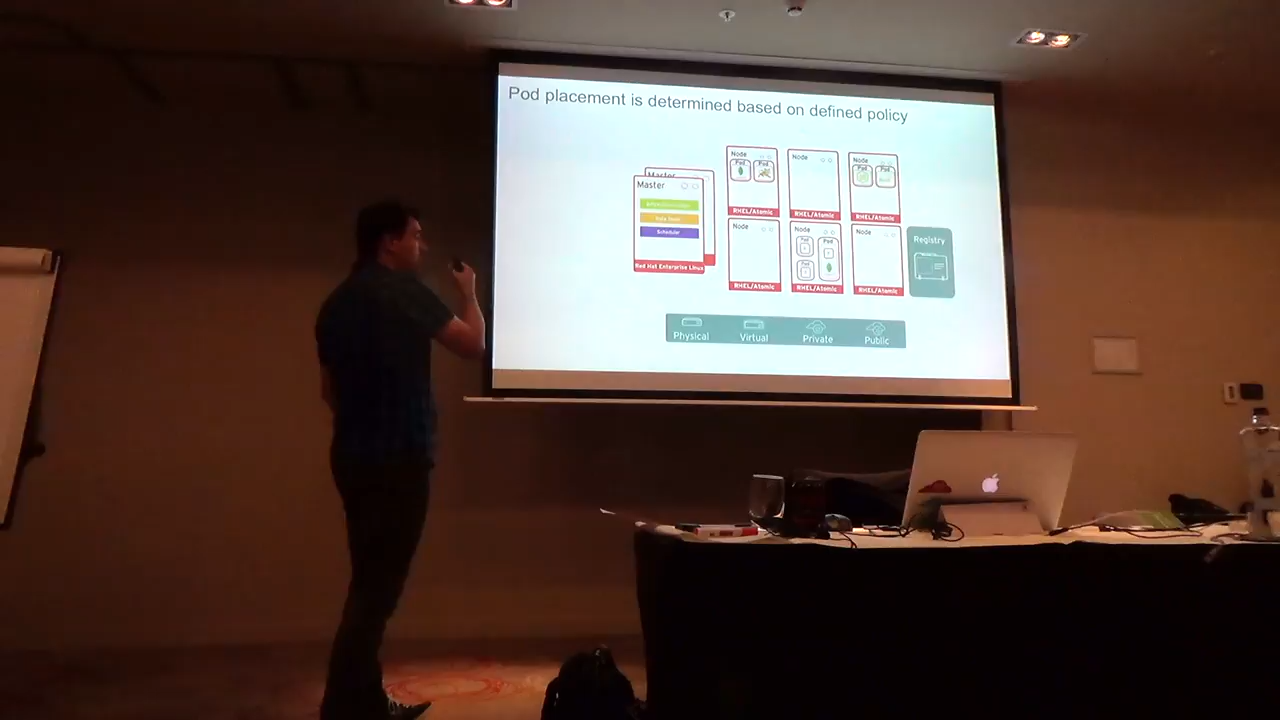 Pod placement is determined based on defined policy
Master
Master
Scheduler
Red Hat Enterprise Linux
Node
Pod Pod
RHEL/Atomic
Node
RHEL/Atomic
Node
Pod Pod
RHEL/Atomic
Node
RHEL/Atomic
Node
Pod Pod
Pod
RHEL/Atomic
Node
RHEL/Atomic
Registry
Physical Virtual Private Public